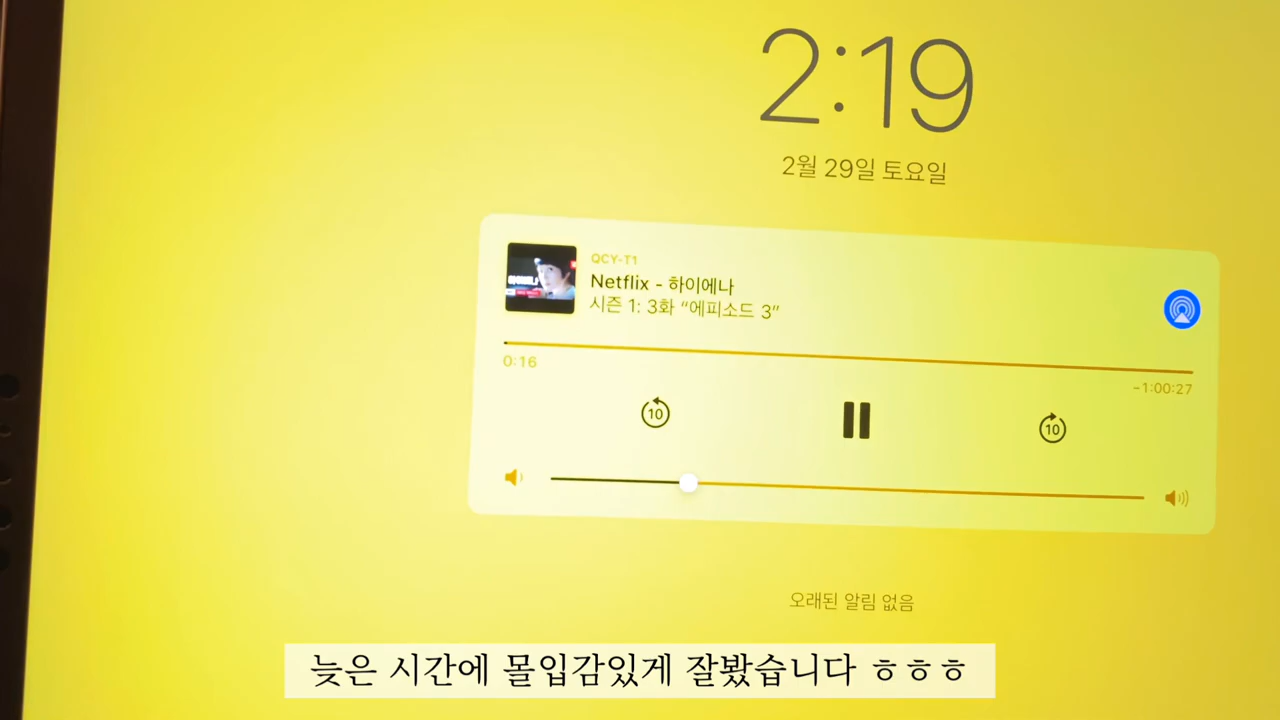 2:19
2월 29일 토요일
QCY-T1
Netflix - 하이에나
시즌 1: 3화 “에피소드 3”
0:16
-1:00:27
10
10
오래된 알림 없음
늦은 시간에 몰입감있게 잘봤습니다 ㅎㅎㅎ